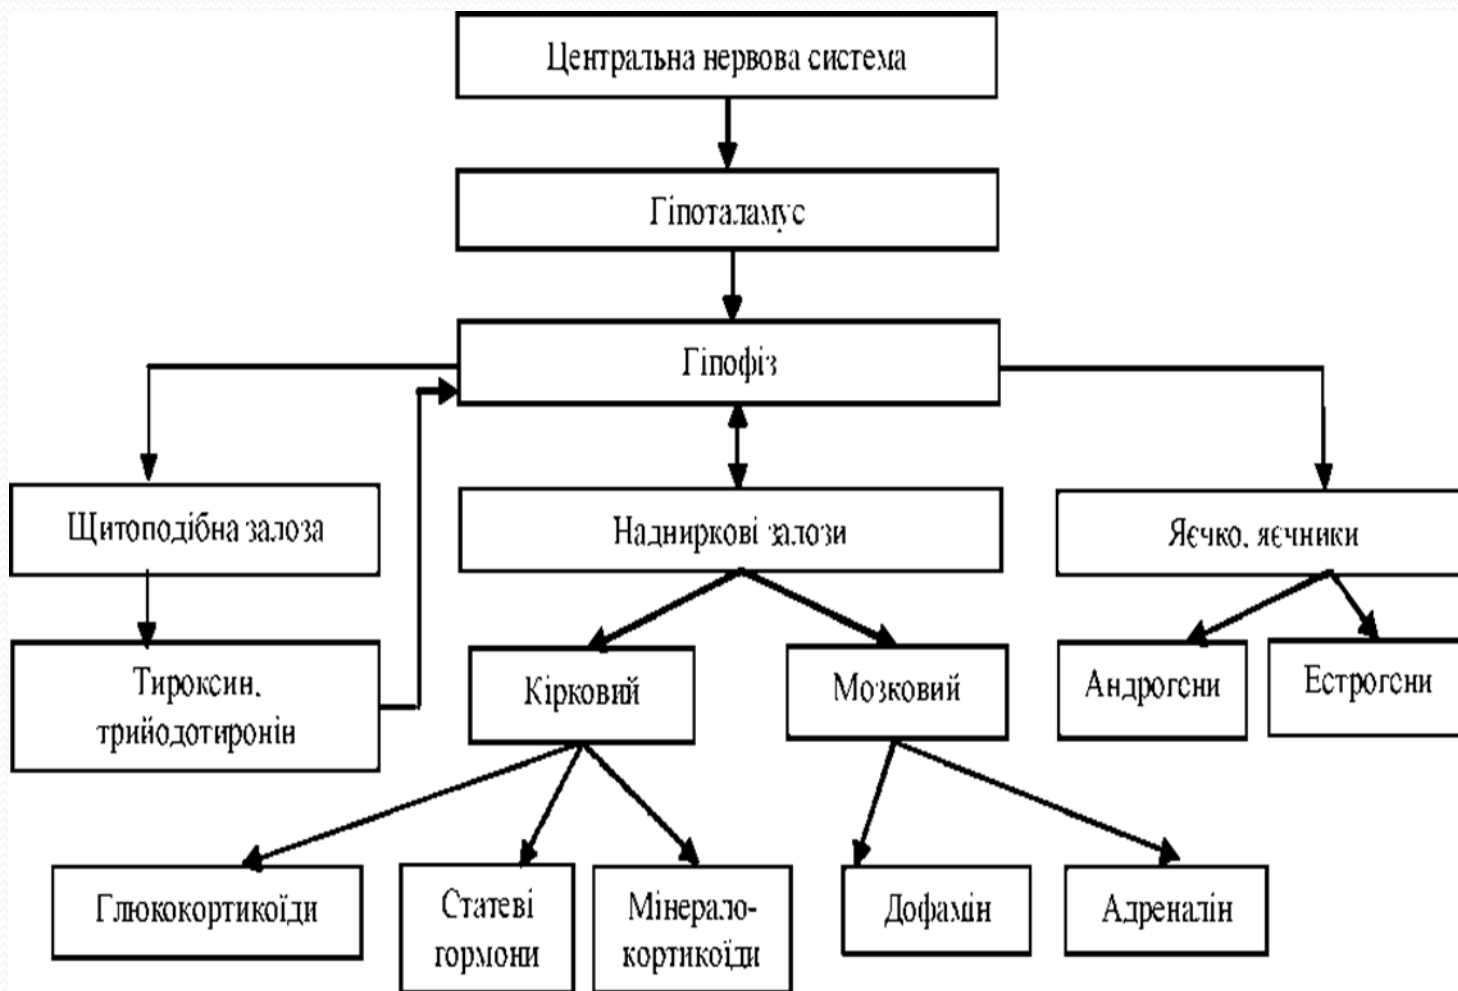 Центральна нервова система
Гіпоталамус
Гіпофіз
Щитоподібна залоза
Надниркові залози
Яєчко, яєчники
Тироксин,
трийодотиронін
Кірковий
Мозковий
Андрогени
Естрогени
Глюкокортикоїди
Статеві
гормони
Мінерало-
кортикоїди
Дофамін
Адреналін